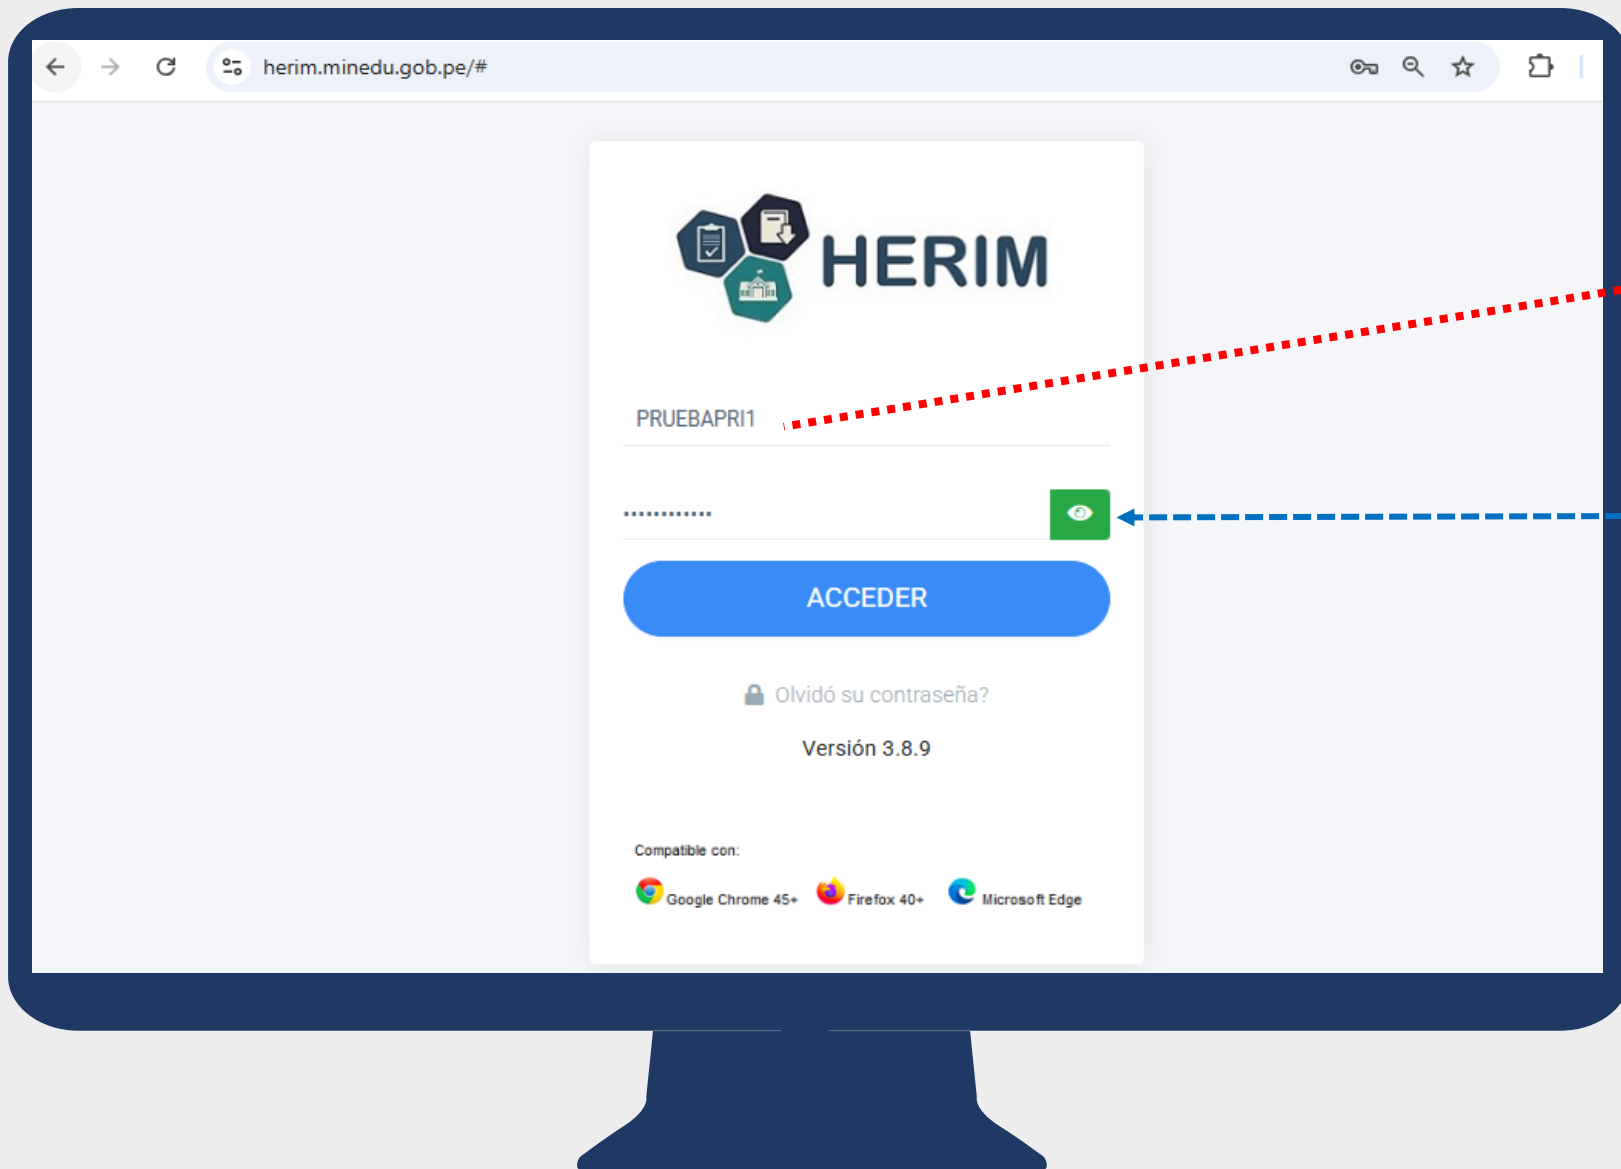 herim.minedu.gob.pe/#
HERIM
PRUEBAPRI1
............
ACCEDER
Olvidó su contraseña?
Versión 3.8.9
Compatible con:
Google Chrome 45+ Firefox 40+ Microsoft Edge